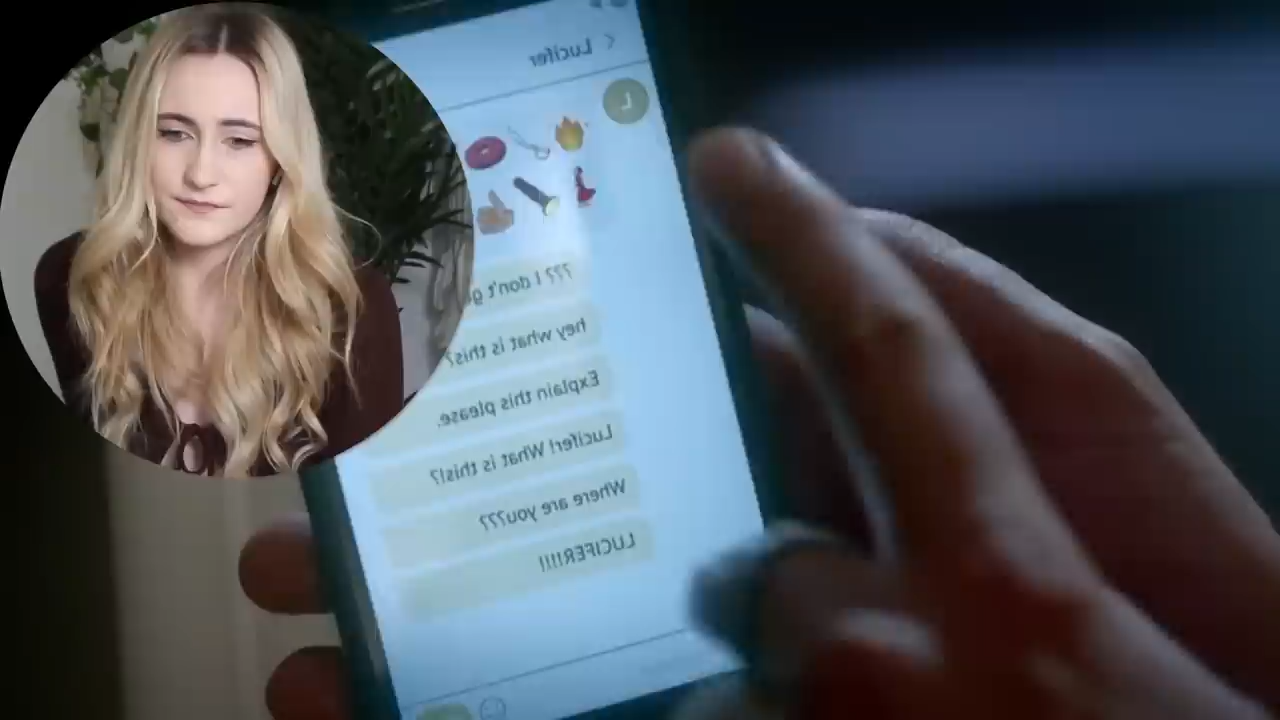 Lucifer
L
??? I don't g
hey what is this?
Explain this please.
Lucifer! What is this!?
Where are you???
LUCIFER!!!!